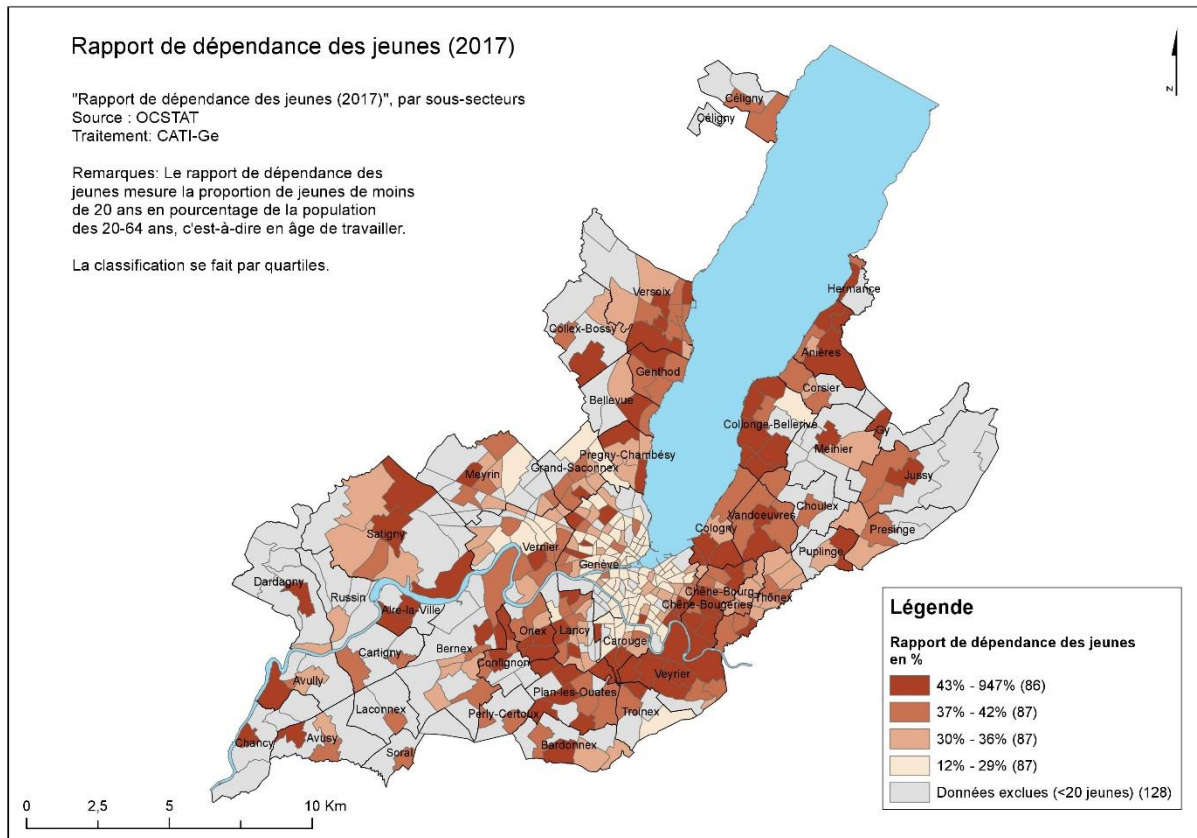 Rapport de dépendance des jeunes (2017)
"Rapport de dépendance des jeunes (2017)", par sous-secteurs
Source : OCSTAT
Traitement: CATI-Ge
Remarques: Le rapport de dépendance des
jeunes mesure la proportion de jeunes de moins
de 20 ans en pourcentage de la population
des 20-64 ans, c'est-à-dire en âge de travailler.
La classification se fait par quartiles.
N
Céligny
Céligny
Hermance
Versoix
Collex-Bossy
Anières
Genthod
Corsier
Bellevue
Collonge-Bellerive
Gy
Meinier
Pregny-Chambésy
Grand-Saconnex
Meyrin
Jussy
Choulex
Vandoeuvres
Cologny
Presinge
Satigny
Vernier
Puplinge
Genève
Dardagny
Russin
Chêne-Bourg
Thônex
Chêne-Bougeries
Aire-la-Ville
Onex
Lancy
Carouge
Cartigny
Bernex
Confignon
Veyrier
Avully
Plan-les-Ouates
Laconnex
Perly-Certoux
Troinex
Chancy
Avusy
Soral
Bardonnex
Légende
Rapport de dépendance des jeunes
en %
43% - 947% (86)
37% - 42% (87)
30% - 36% (87)
12% - 29% (87)
Données exclues (<20 jeunes) (128)
0 2,5 5 10 Km